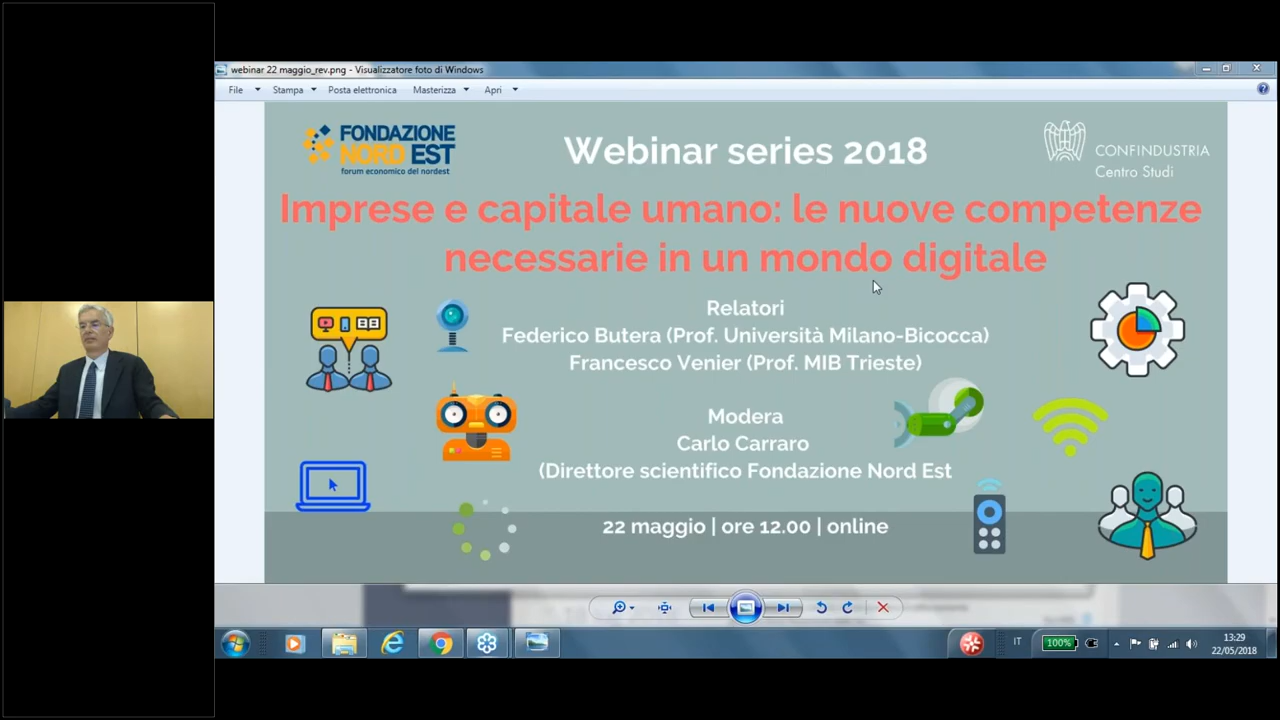 webinar 22 maggio_rev.png - Visualizzatore foto di Windows
File Stampa Posta elettronica Masterizza Apri
FONDAZIONE
NORD EST
forum economico del nordest
Webinar series 2018
CONFINDUSTRIA
Centro Studi
Imprese e capitale umano: le nuove competenze
necessarie in un mondo digitale
Relatori
Federico Butera (Prof. Università Milano-Bicocca)
Francesco Venier (Prof. MIB Trieste)
Modera
Carlo Carraro
(Direttore scientifico Fondazione Nord Est
22 maggio | ore 12.00 | online
IT
100%
13:29
22/05/2018